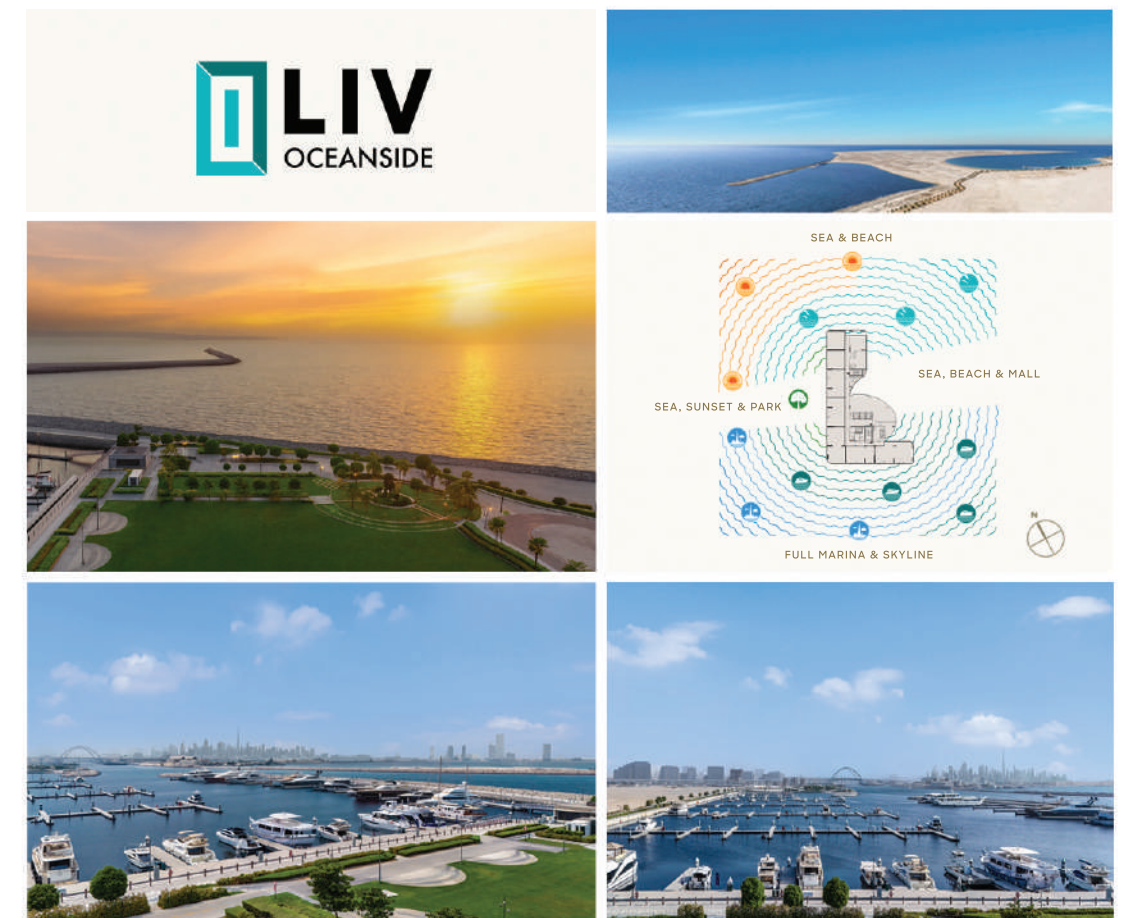 LIV
OCEANSIDE
SEA & BEACH
SEA, BEACH & MALL
SEA, SUNSET & PARK
N
FULL MARINA & SKYLINE